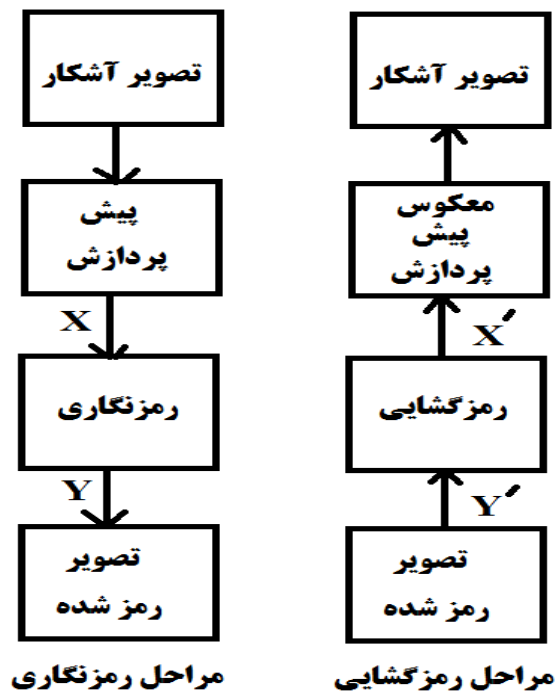 تصویر آشکار
پیش
پردازش
X
رمزنگاری
Y
تصویر
رمز شده
مراحل رمزنگاری
تصویر آشکار
معکوس
پیش
پردازش
X′
رمزگشایی
Y′
تصویر
رمز شده
مراحل رمزگشایی